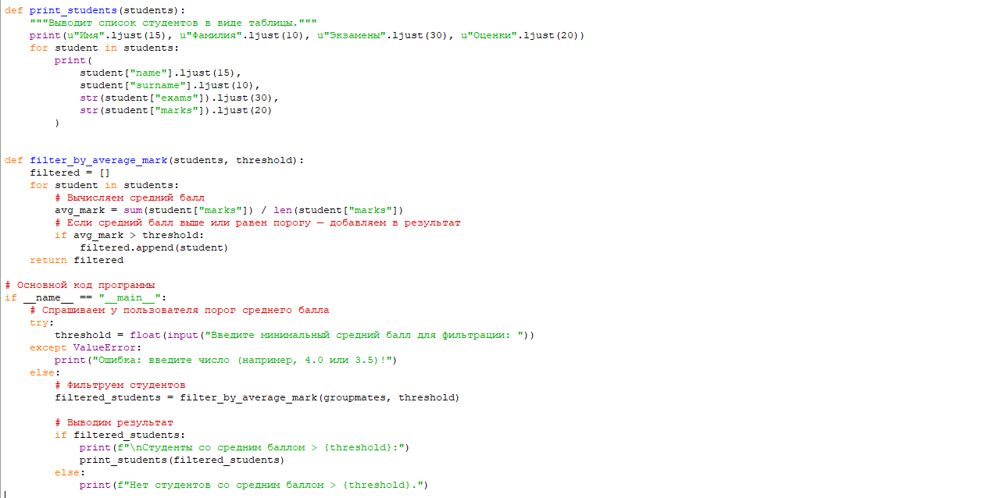 def print_students(students):
    """Выводит список студентов в виде таблицы."""
    print(u"Имя".ljust(15), u"Фамилия".ljust(10), u"Экзамены".ljust(30), u"Оценки".ljust(20))
    for student in students:
        print(
            student["name"].ljust(15),
            student["surname"].ljust(10),
            str(student["exams"]).ljust(30),
            str(student["marks"]).ljust(20)
        )
def filter_by_average_mark(students, threshold):
    filtered = []
    for student in students:
        # Вычисляем средний балл
        avg_mark = sum(student["marks"]) / len(student["marks"])
        # Если средний балл выше или равен порогу — добавляем в результат
        if avg_mark > threshold:
            filtered.append(student)
    return filtered
# Основной код программы
if __name__ == "__main__":
    # Спрашиваем у пользователя порог среднего балла
    try:
        threshold = float(input("Введите минимальный средний балл для фильтрации: "))
    except ValueError:
        print("Ошибка: введите число (например, 4.0 или 3.5)!")
    else:
        # Фильтруем студентов
        filtered_students = filter_by_average_mark(groupmates, threshold)
        # Выводим результат
        if filtered_students:
            print(f"\nСтуденты со средним баллом > {threshold}:")
            print_students(filtered_students)
        else:
            print(f"Нет студентов со средним баллом > {threshold}.")